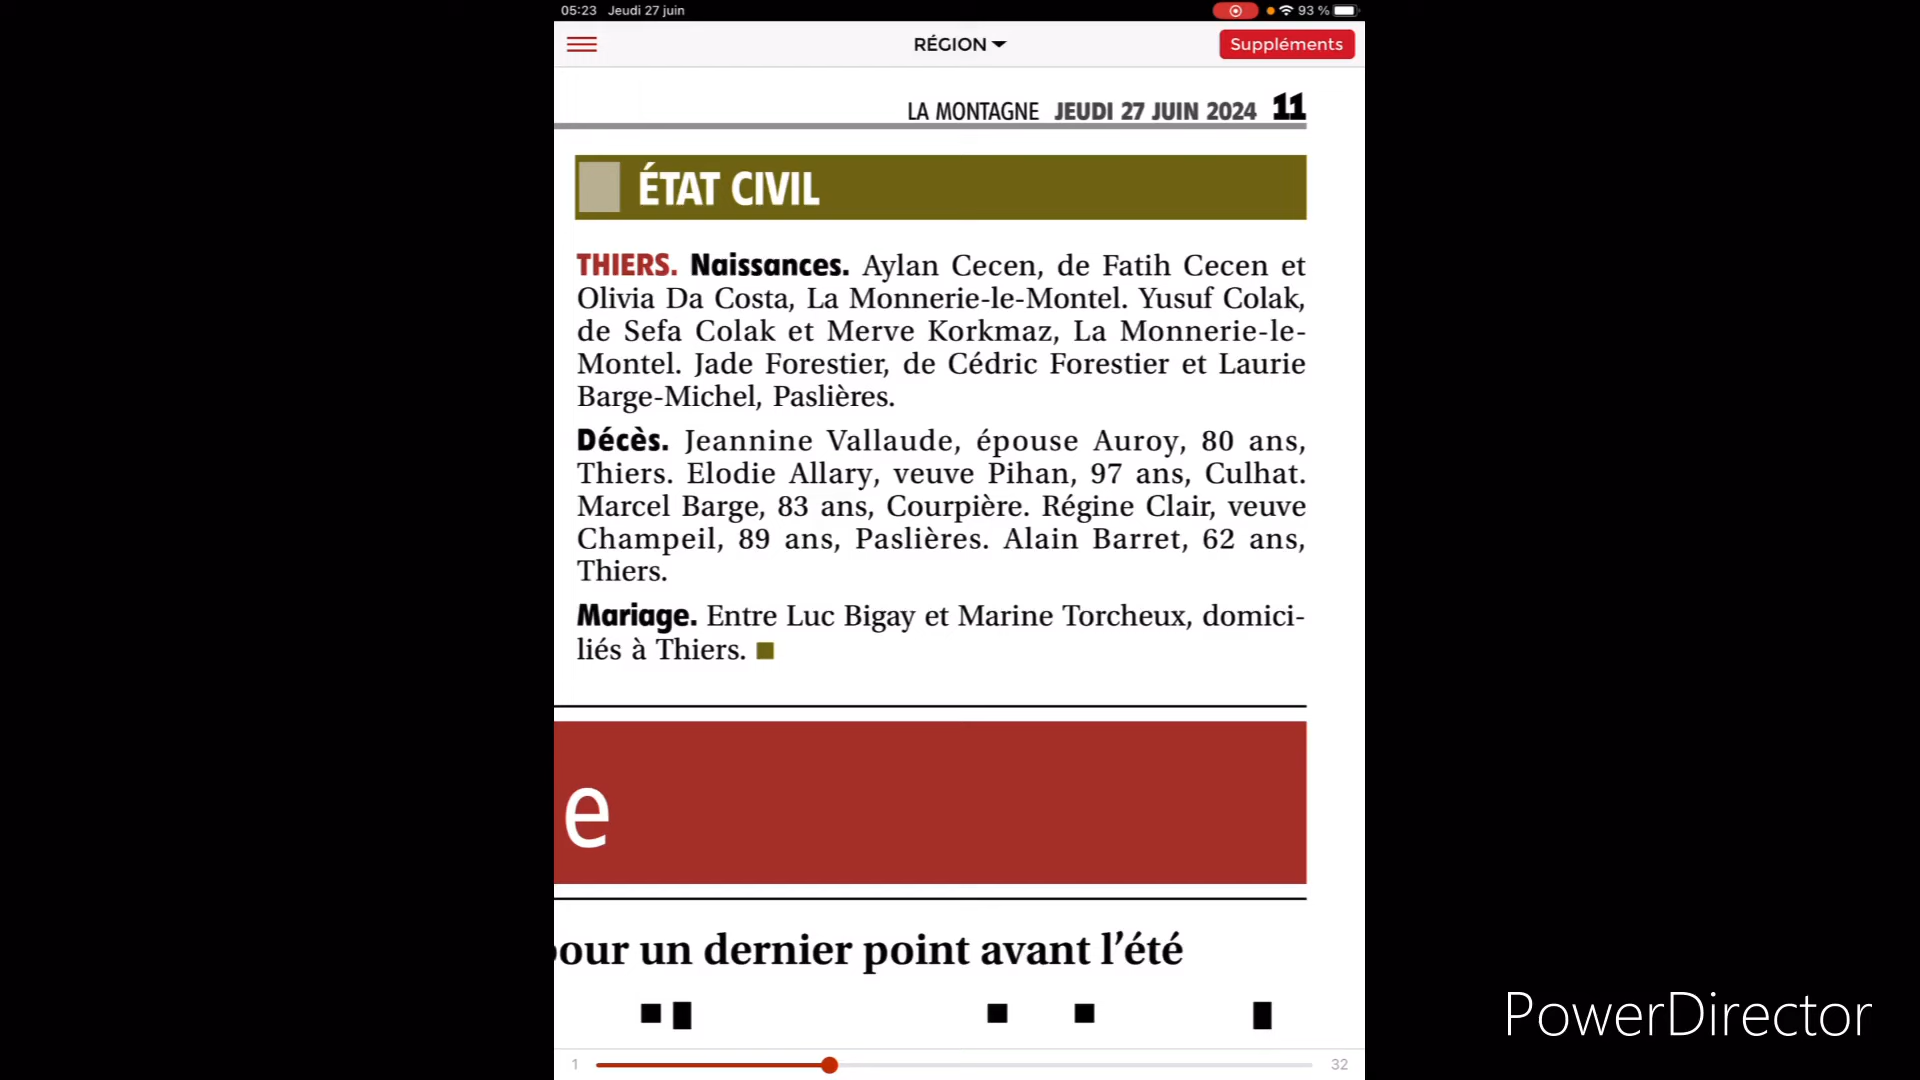 05:23 Jeudi 27 juin
93 %
RÉGION
Suppléments
LA MONTAGNE JEUDI 27 JUIN 2024 11
ÉTAT CIVIL
THIERS. Naissances. Aylan Cecen, de Fatih Cecen et
Olivia Da Costa, La Monnerie-le-Montel. Yusuf Colak,
de Sefa Colak et Merve Korkmaz, La Monnerie-le-
Montel. Jade Forestier, de Cédric Forestier et Laurie
Barge-Michel, Paslières.
Décès. Jeannine Vallaude, épouse Auroy, 80 ans,
Thiers. Elodie Allary, veuve Pihan, 97 ans, Culhat.
Marcel Barge, 83 ans, Courpière. Régine Clair, veuve
Champeil, 89 ans, Paslières. Alain Barret, 62 ans,
Thiers.
Mariage. Entre Luc Bigay et Marine Torcheux, domici-
liés à Thiers.
e
pour un dernier point avant l'été
1 32
PowerDirector